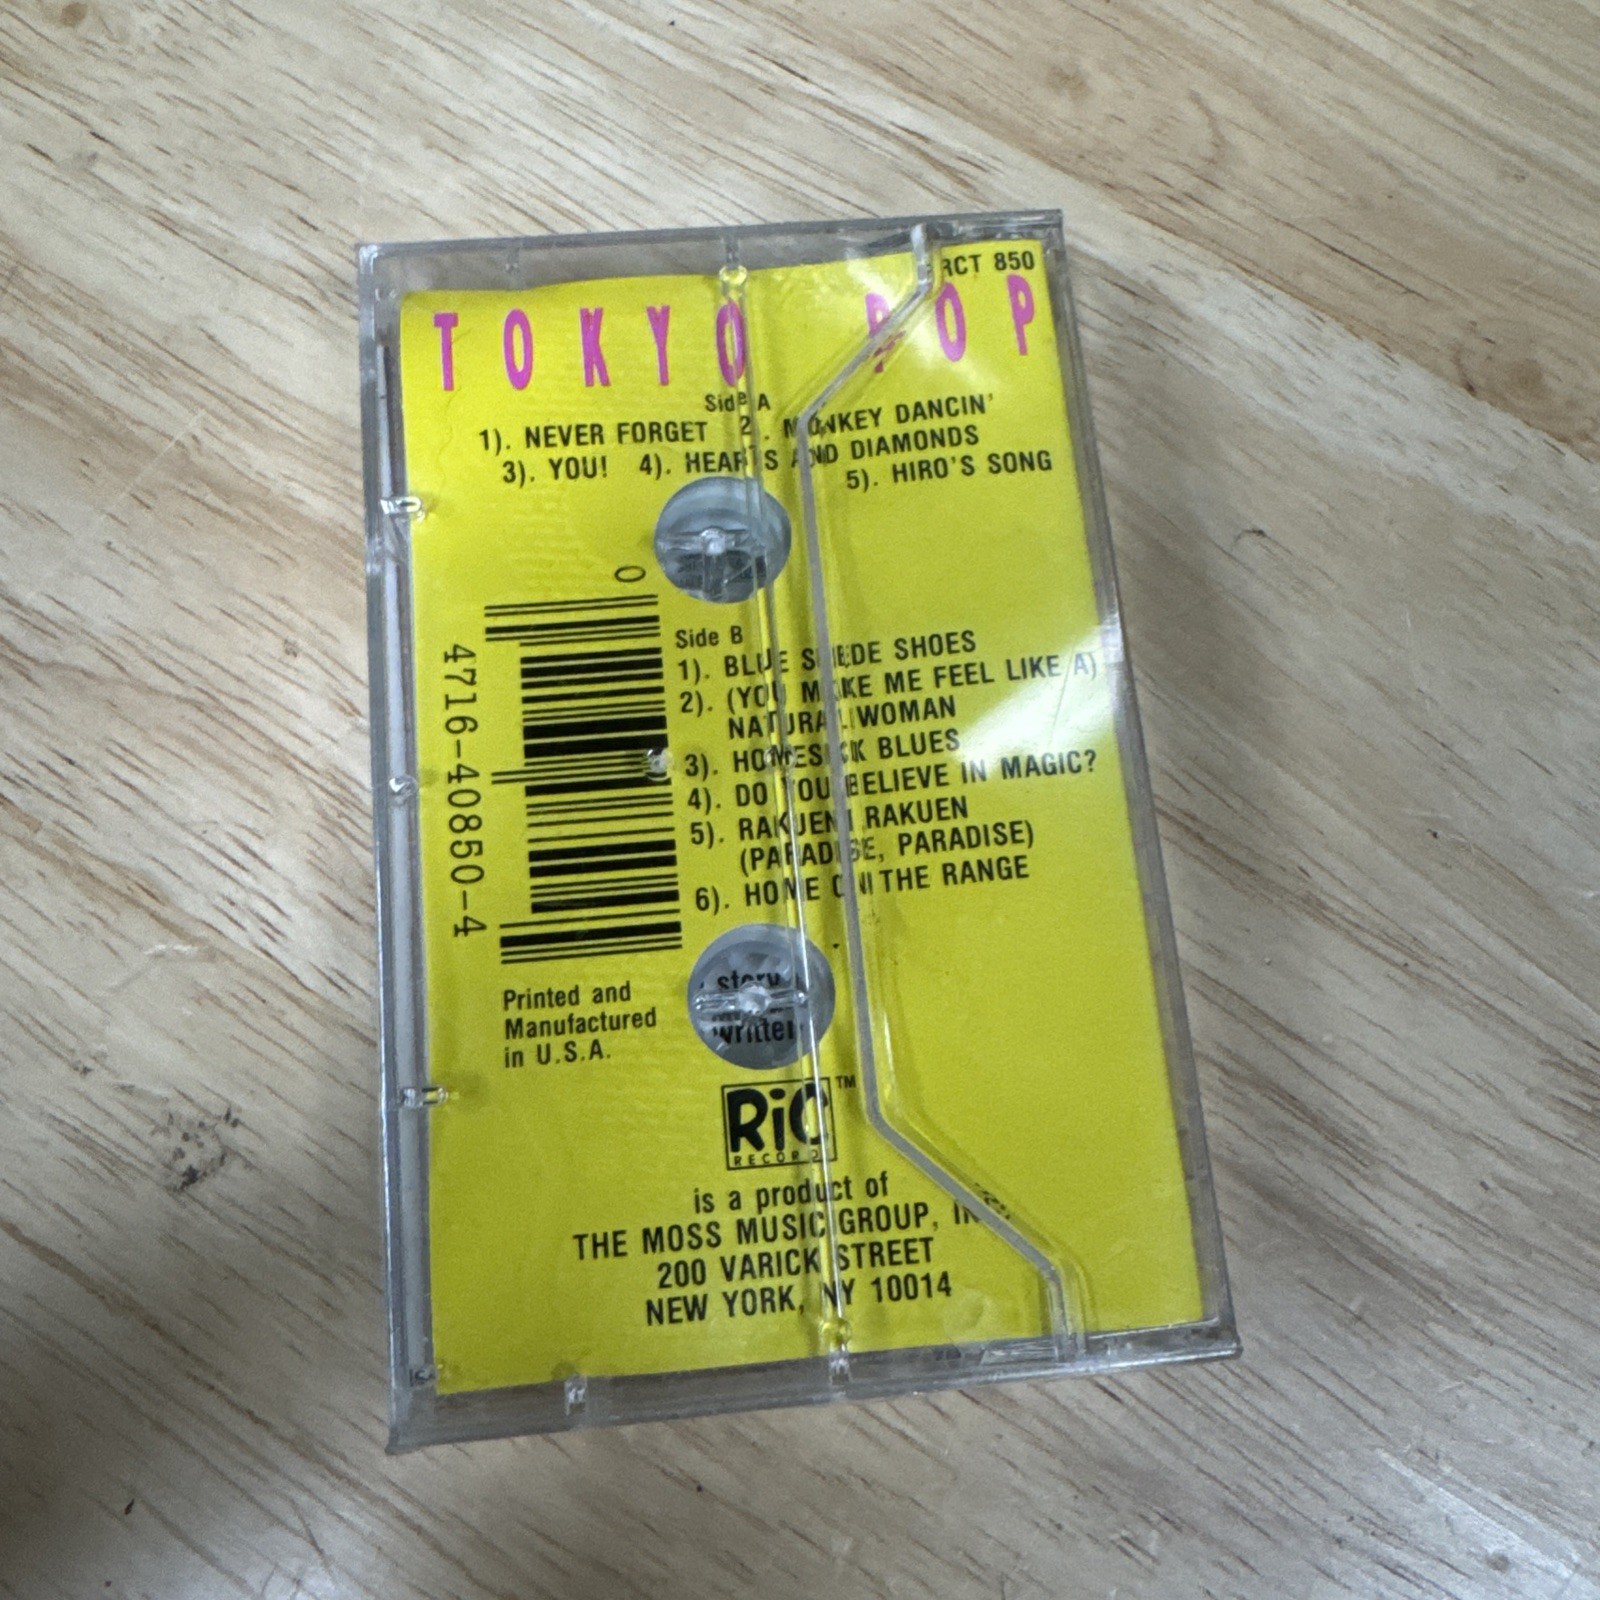 RCT 850
TOKYO POP
Side A
1). NEVER FORGET 2). MONKEY DANCIN'
3). YOU! 4). HEARTS AND DIAMONDS
5). HIRO'S SONG
0
4716-40850-4
Side B
1). BLUE SUEDE SHOES
2). (YOU MAKE ME FEEL LIKE A)
NATURAL WOMAN
3). HOMESICK BLUES
4). DO YOU BELIEVE IN MAGIC?
5). RAKUEN, RAKUEN
(PARADISE, PARADISE)
6). HOME ON THE RANGE
story
written
Printed and
Manufactured
in U.S.A.
RiC TM
RECORDS
is a product of
THE MOSS MUSIC GROUP, INC.
200 VARICK STREET
NEW YORK, NY 10014